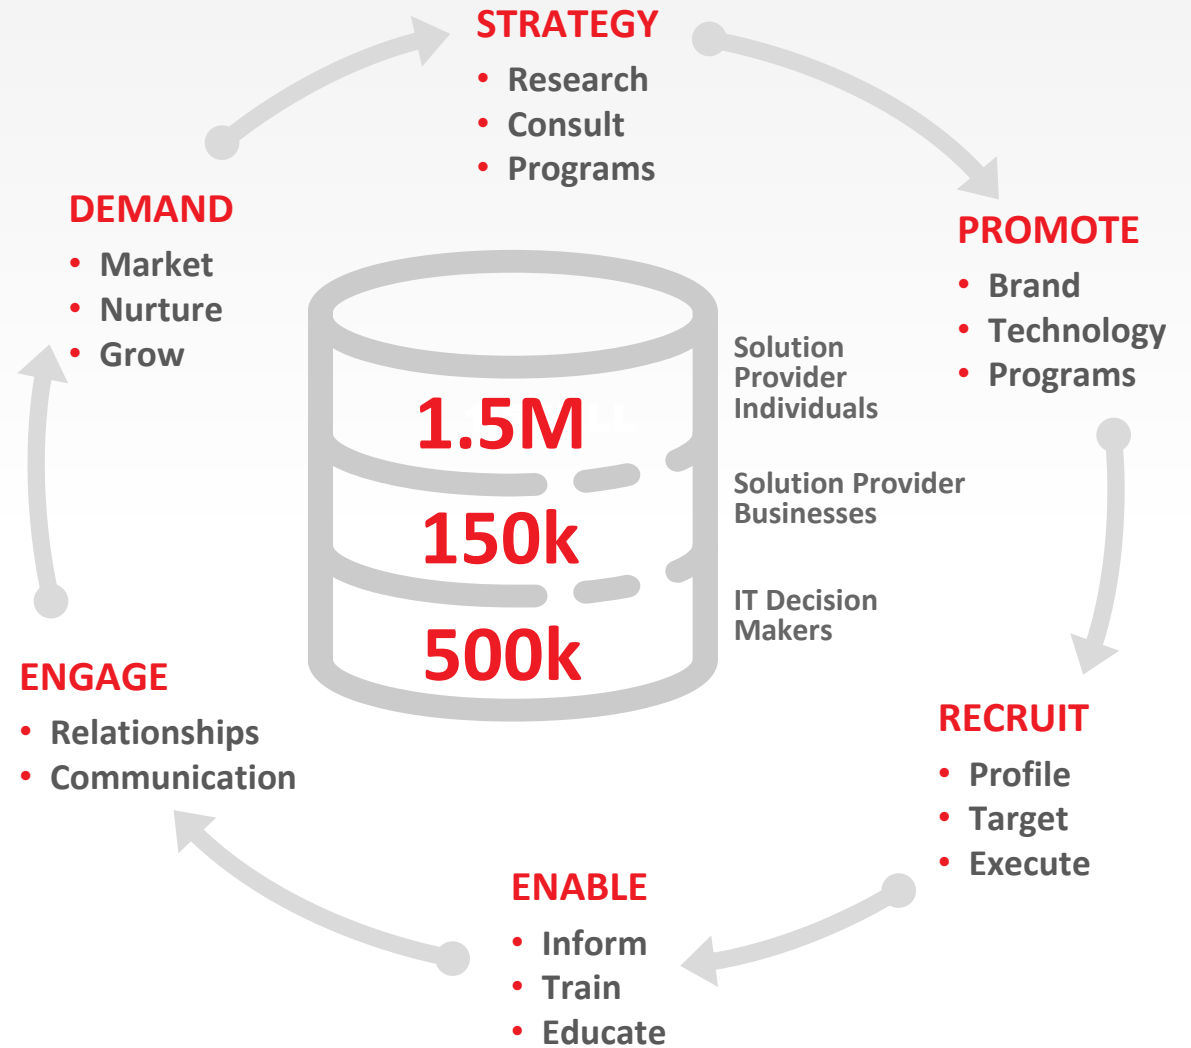 STRATEGY
• Research
• Consult
• Programs
PROMOTE
• Brand
• Technology
• Programs
RECRUIT
• Profile
• Target
• Execute
ENABLE
• Inform
• Train
• Educate
ENGAGE
• Relationships
• Communication
DEMAND
• Market
• Nurture
• Grow
1.5M
Solution
Provider
Individuals
150k
Solution Provider
Businesses
500k
IT Decision
Makers